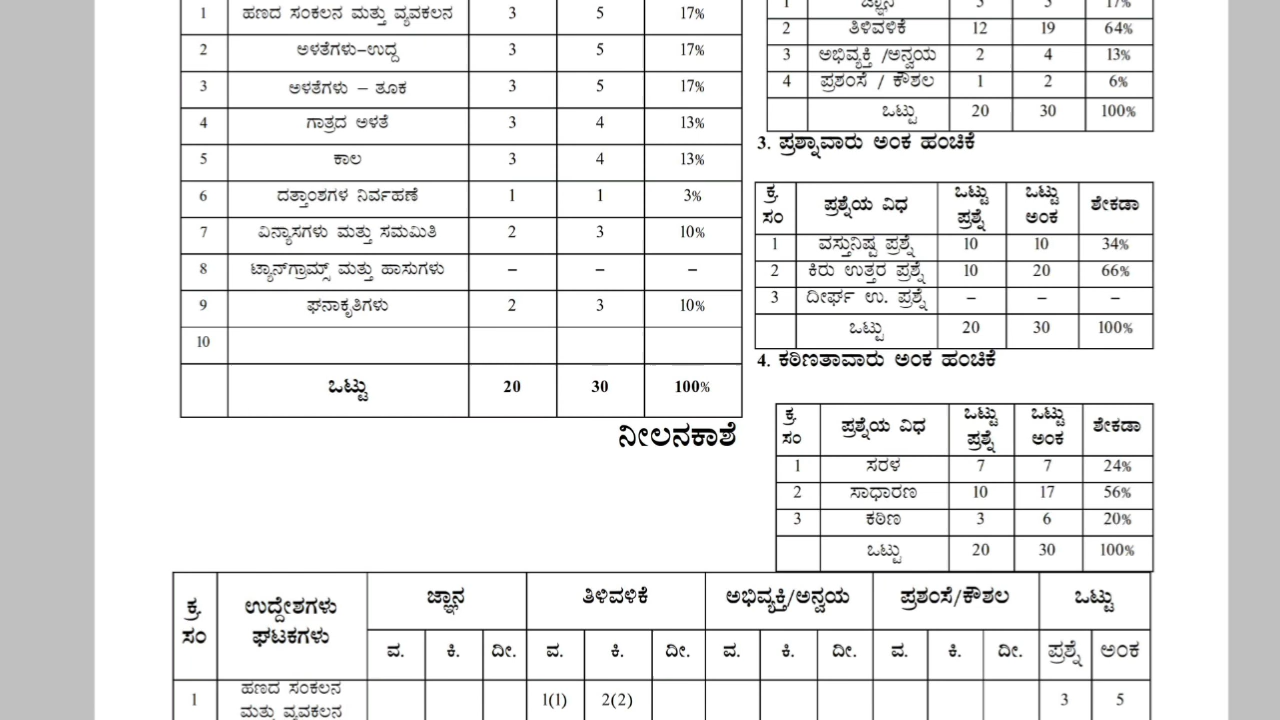 1 ಹಣದ ಸಂಕಲನ ಮತ್ತು ವ್ಯವಕಲನ 3 5 17%
2 ಅಳತೆಗಳು–ಉದ್ದ 3 5 17%
3 ಅಳತೆಗಳು – ತೂಕ 3 5 17%
4 ಗಾತ್ರದ ಅಳತೆ 3 4 13%
5 ಕಾಲ 3 4 13%
6 ದತ್ತಾಂಶಗಳ ನಿರ್ವಹಣೆ 1 1 3%
7 ವಿನ್ಯಾಸಗಳು ಮತ್ತು ಸಮಮಿತಿ 2 3 10%
8 ಟ್ಯಾನ್‌ಗ್ರಾಮ್ಸ್ ಮತ್ತು ಹಾಸುಗಳು – – –
9 ಘನಾಕೃತಿಗಳು 2 3 10%
10
ಒಟ್ಟು 20 30 100%
1 ಜ್ಞಾನ 5 5 17%
2 ತಿಳಿವಳಿಕೆ 12 19 64%
3 ಅಭಿವ್ಯಕ್ತಿ /ಅನ್ವಯ 2 4 13%
4 ಪ್ರಶಂಸೆ / ಕೌಶಲ 1 2 6%
ಒಟ್ಟು 20 30 100%
3. ಪ್ರಶ್ನಾವಾರು ಅಂಕ ಹಂಚಿಕೆ
ಕ್ರ. ಸಂ ಪ್ರಶ್ನೆಯ ವಿಧ ಒಟ್ಟು ಪ್ರಶ್ನೆ ಒಟ್ಟು ಅಂಕ ಶೇಕಡಾ
1 ವಸ್ತುನಿಷ್ಟ ಪ್ರಶ್ನೆ 10 10 34%
2 ಕಿರು ಉತ್ತರ ಪ್ರಶ್ನೆ 10 20 66%
3 ದೀರ್ಘ ಉ. ಪ್ರಶ್ನೆ – – –
ಒಟ್ಟು 20 30 100%
4. ಕಠಿಣತಾವಾರು ಅಂಕ ಹಂಚಿಕೆ
ಕ್ರ. ಸಂ ಪ್ರಶ್ನೆಯ ವಿಧ ಒಟ್ಟು ಪ್ರಶ್ನೆ ಒಟ್ಟು ಅಂಕ ಶೇಕಡಾ
1 ಸರಳ 7 7 24%
2 ಸಾಧಾರಣ 10 17 56%
3 ಕಠಿಣ 3 6 20%
ಒಟ್ಟು 20 30 100%
ನೀಲನಕಾಶೆ
ಕ್ರ. ಸಂ ಉದ್ದೇಶಗಳು ಘಟಕಗಳು ಜ್ಞಾನ ತಿಳಿವಳಿಕೆ ಅಭಿವ್ಯಕ್ತಿ/ಅನ್ವಯ ಪ್ರಶಂಸೆ/ಕೌಶಲ ಒಟ್ಟು
ವ. ಕಿ. ದೀ. ವ. ಕಿ. ದೀ. ವ. ಕಿ. ದೀ. ವ. ಕಿ. ದೀ. ಪ್ರಶ್ನೆ ಅಂಕ
1 ಹಣದ ಸಂಕಲನ ಮತ್ತು ವ್ಯವಕಲನ 1(1) 2(2) 3 5